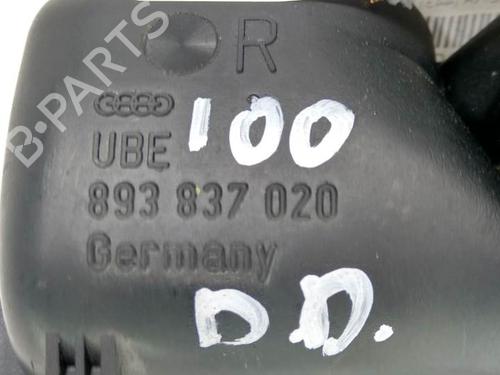 R
UBE 100
893 837 020
Germany
D D.
B-PARTS